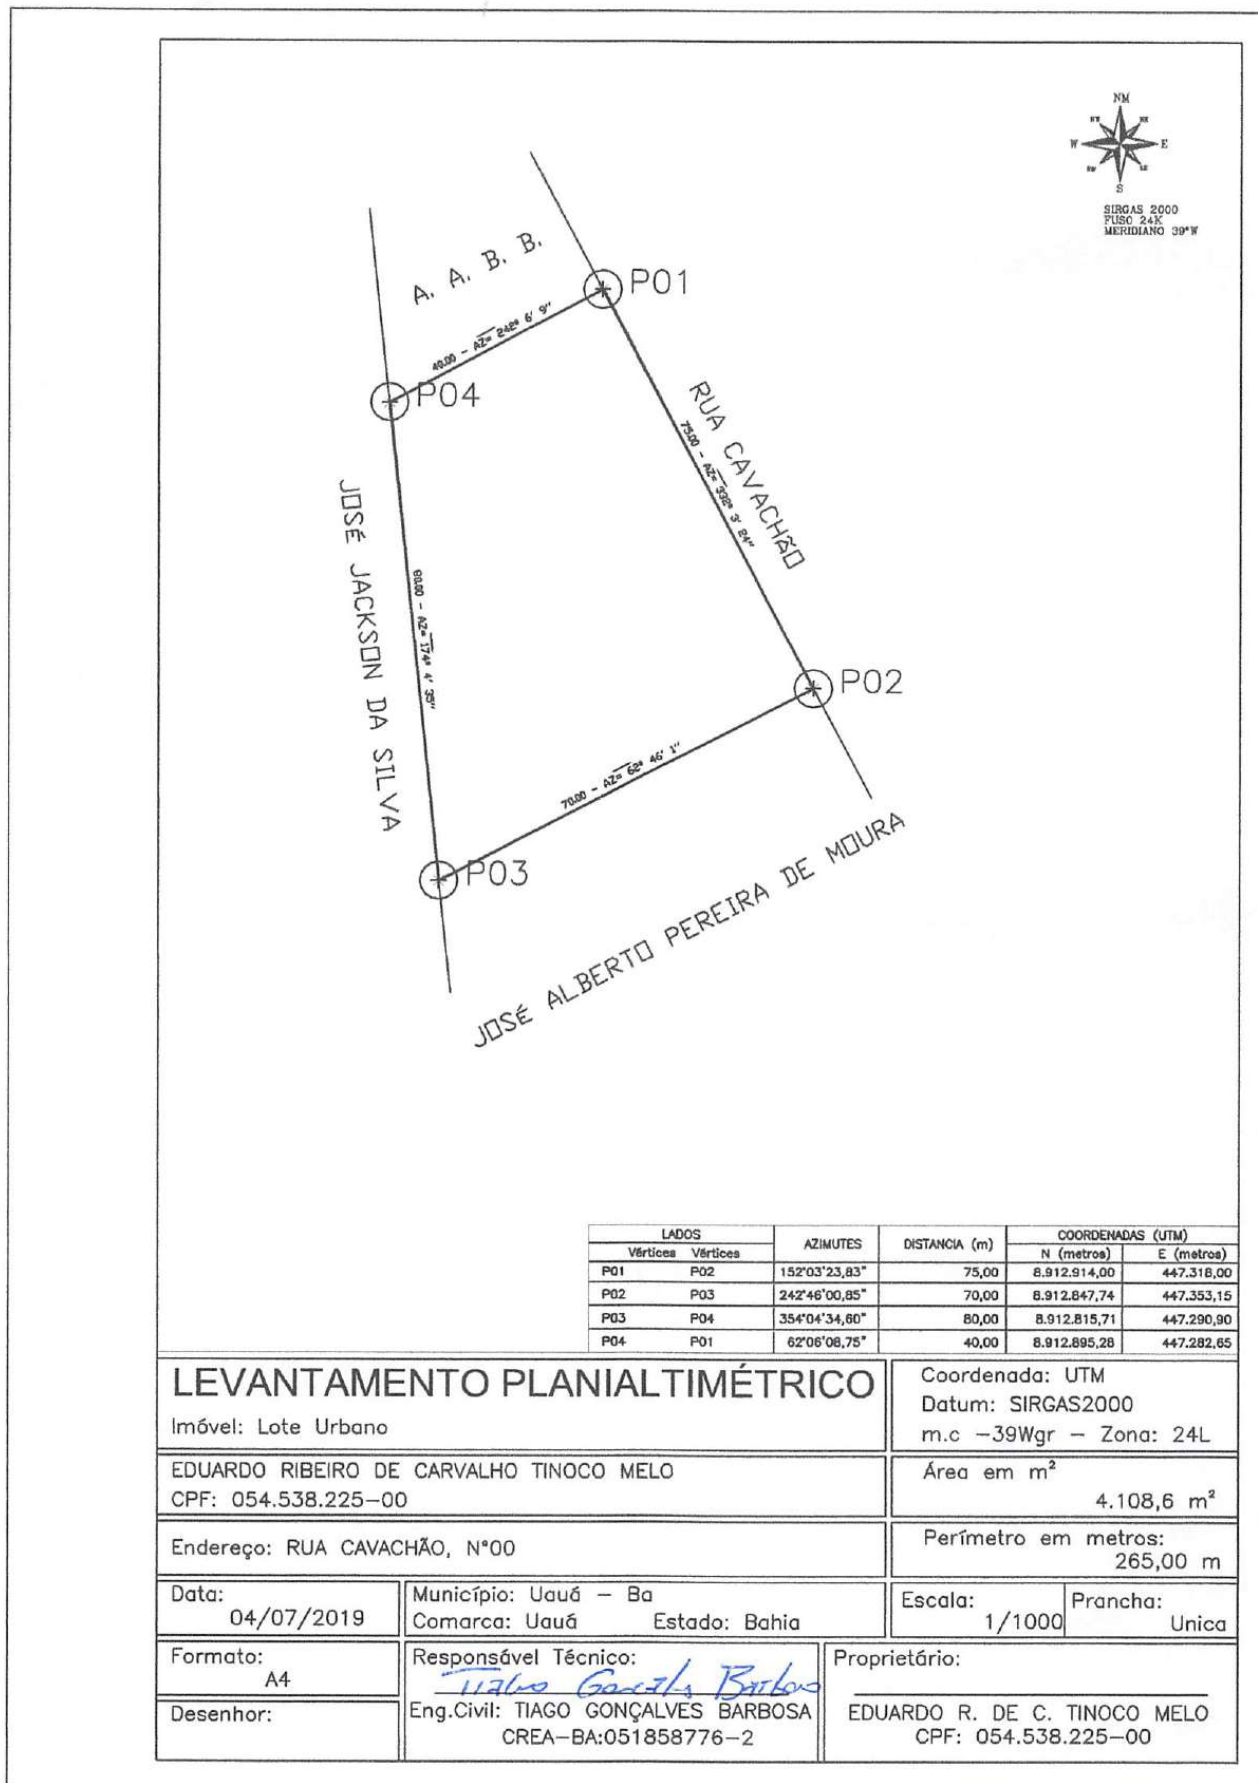 NM
NW NE
W E
SW SE
S
SIRGAS 2000
FUSO 24K
MERIDIANO 39°W
A. A. B. B.
P01
40.00 - AZ= 242° 6' 9"
P04
RUA CAVACHÃO
75.00 - AZ= 332° 3' 24"
JOSÉ JACKSON DA SILVA
80.00 - AZ= 174° 4' 35"
P02
70.00 - AZ= 62° 46' 1"
P03
JOSÉ ALBERTO PEREIRA DE MOURA
LADOS AZIMUTES DISTANCIA (m) COORDENADAS (UTM)
Vértices Vértices N (metros) E (metros)
P01 P02 152°03'23,83" 75,00 8.912.914,00 447.318,00
P02 P03 242°46'00,85" 70,00 8.912.847,74 447.353,15
P03 P04 354°04'34,60" 80,00 8.912.815,71 447.290,90
P04 P01 62°06'08,75" 40,00 8.912.895,28 447.282,65
LEVANTAMENTO PLANIALTIMÉTRICO
Imóvel: Lote Urbano
Coordenada: UTM
Datum: SIRGAS2000
m.c -39Wgr - Zona: 24L
EDUARDO RIBEIRO DE CARVALHO TINOCO MELO
CPF: 054.538.225-00
Área em m²
4.108,6 m²
Endereço: RUA CAVACHÃO, N°00
Perímetro em metros:
265,00 m
Data:
04/07/2019
Município: Uauá - Ba
Comarca: Uauá Estado: Bahia
Escala:
1/1000
Prancha:
Unica
Formato:
A4
Desenhor:
Responsável Técnico:
Tiago Gonçalves Barbosa
Eng.Civil: TIAGO GONÇALVES BARBOSA
CREA-BA:051858776-2
Proprietário:
EDUARDO R. DE C. TINOCO MELO
CPF: 054.538.225-00